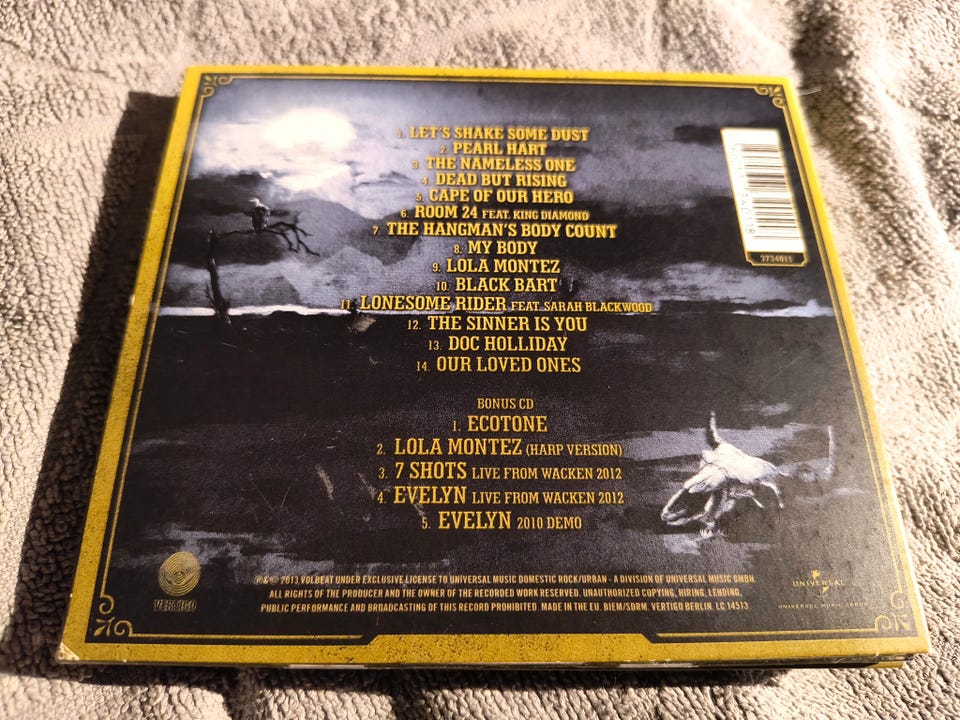 1. LET'S SHAKE SOME DUST
2. PEARL HART
3. THE NAMELESS ONE
4. DEAD BUT RISING
5. CAPE OF OUR HERO
6. ROOM 24 FEAT. KING DIAMOND
7. THE HANGMAN'S BODY COUNT
8. MY BODY
9. LOLA MONTEZ
10. BLACK BART
11. LONESOME RIDER FEAT. SARAH BLACKWOOD
12. THE SINNER IS YOU
13. DOC HOLLIDAY
14. OUR LOVED ONES
3734011
BONUS CD
1. ECOTONE
2. LOLA MONTEZ (HARP VERSION)
3. 7 SHOTS LIVE FROM WACKEN 2012
4. EVELYN LIVE FROM WACKEN 2012
5. EVELYN 2010 DEMO
VERTIGO
℗&© 2013 VOLBEAT UNDER EXCLUSIVE LICENSE TO UNIVERSAL MUSIC DOMESTIC ROCK/URBAN - A DIVISION OF UNIVERSAL MUSIC GMBH.
ALL RIGHTS OF THE PRODUCER AND THE OWNER OF THE RECORDED WORK RESERVED. UNAUTHORIZED COPYING, HIRING, LENDING,
PUBLIC PERFORMANCE AND BROADCASTING OF THIS RECORD PROHIBITED. MADE IN THE EU. BIEM/SDRM. VERTIGO BERLIN. LC 14513
UNIVERSAL
UNIVERSAL MUSIC GROUP